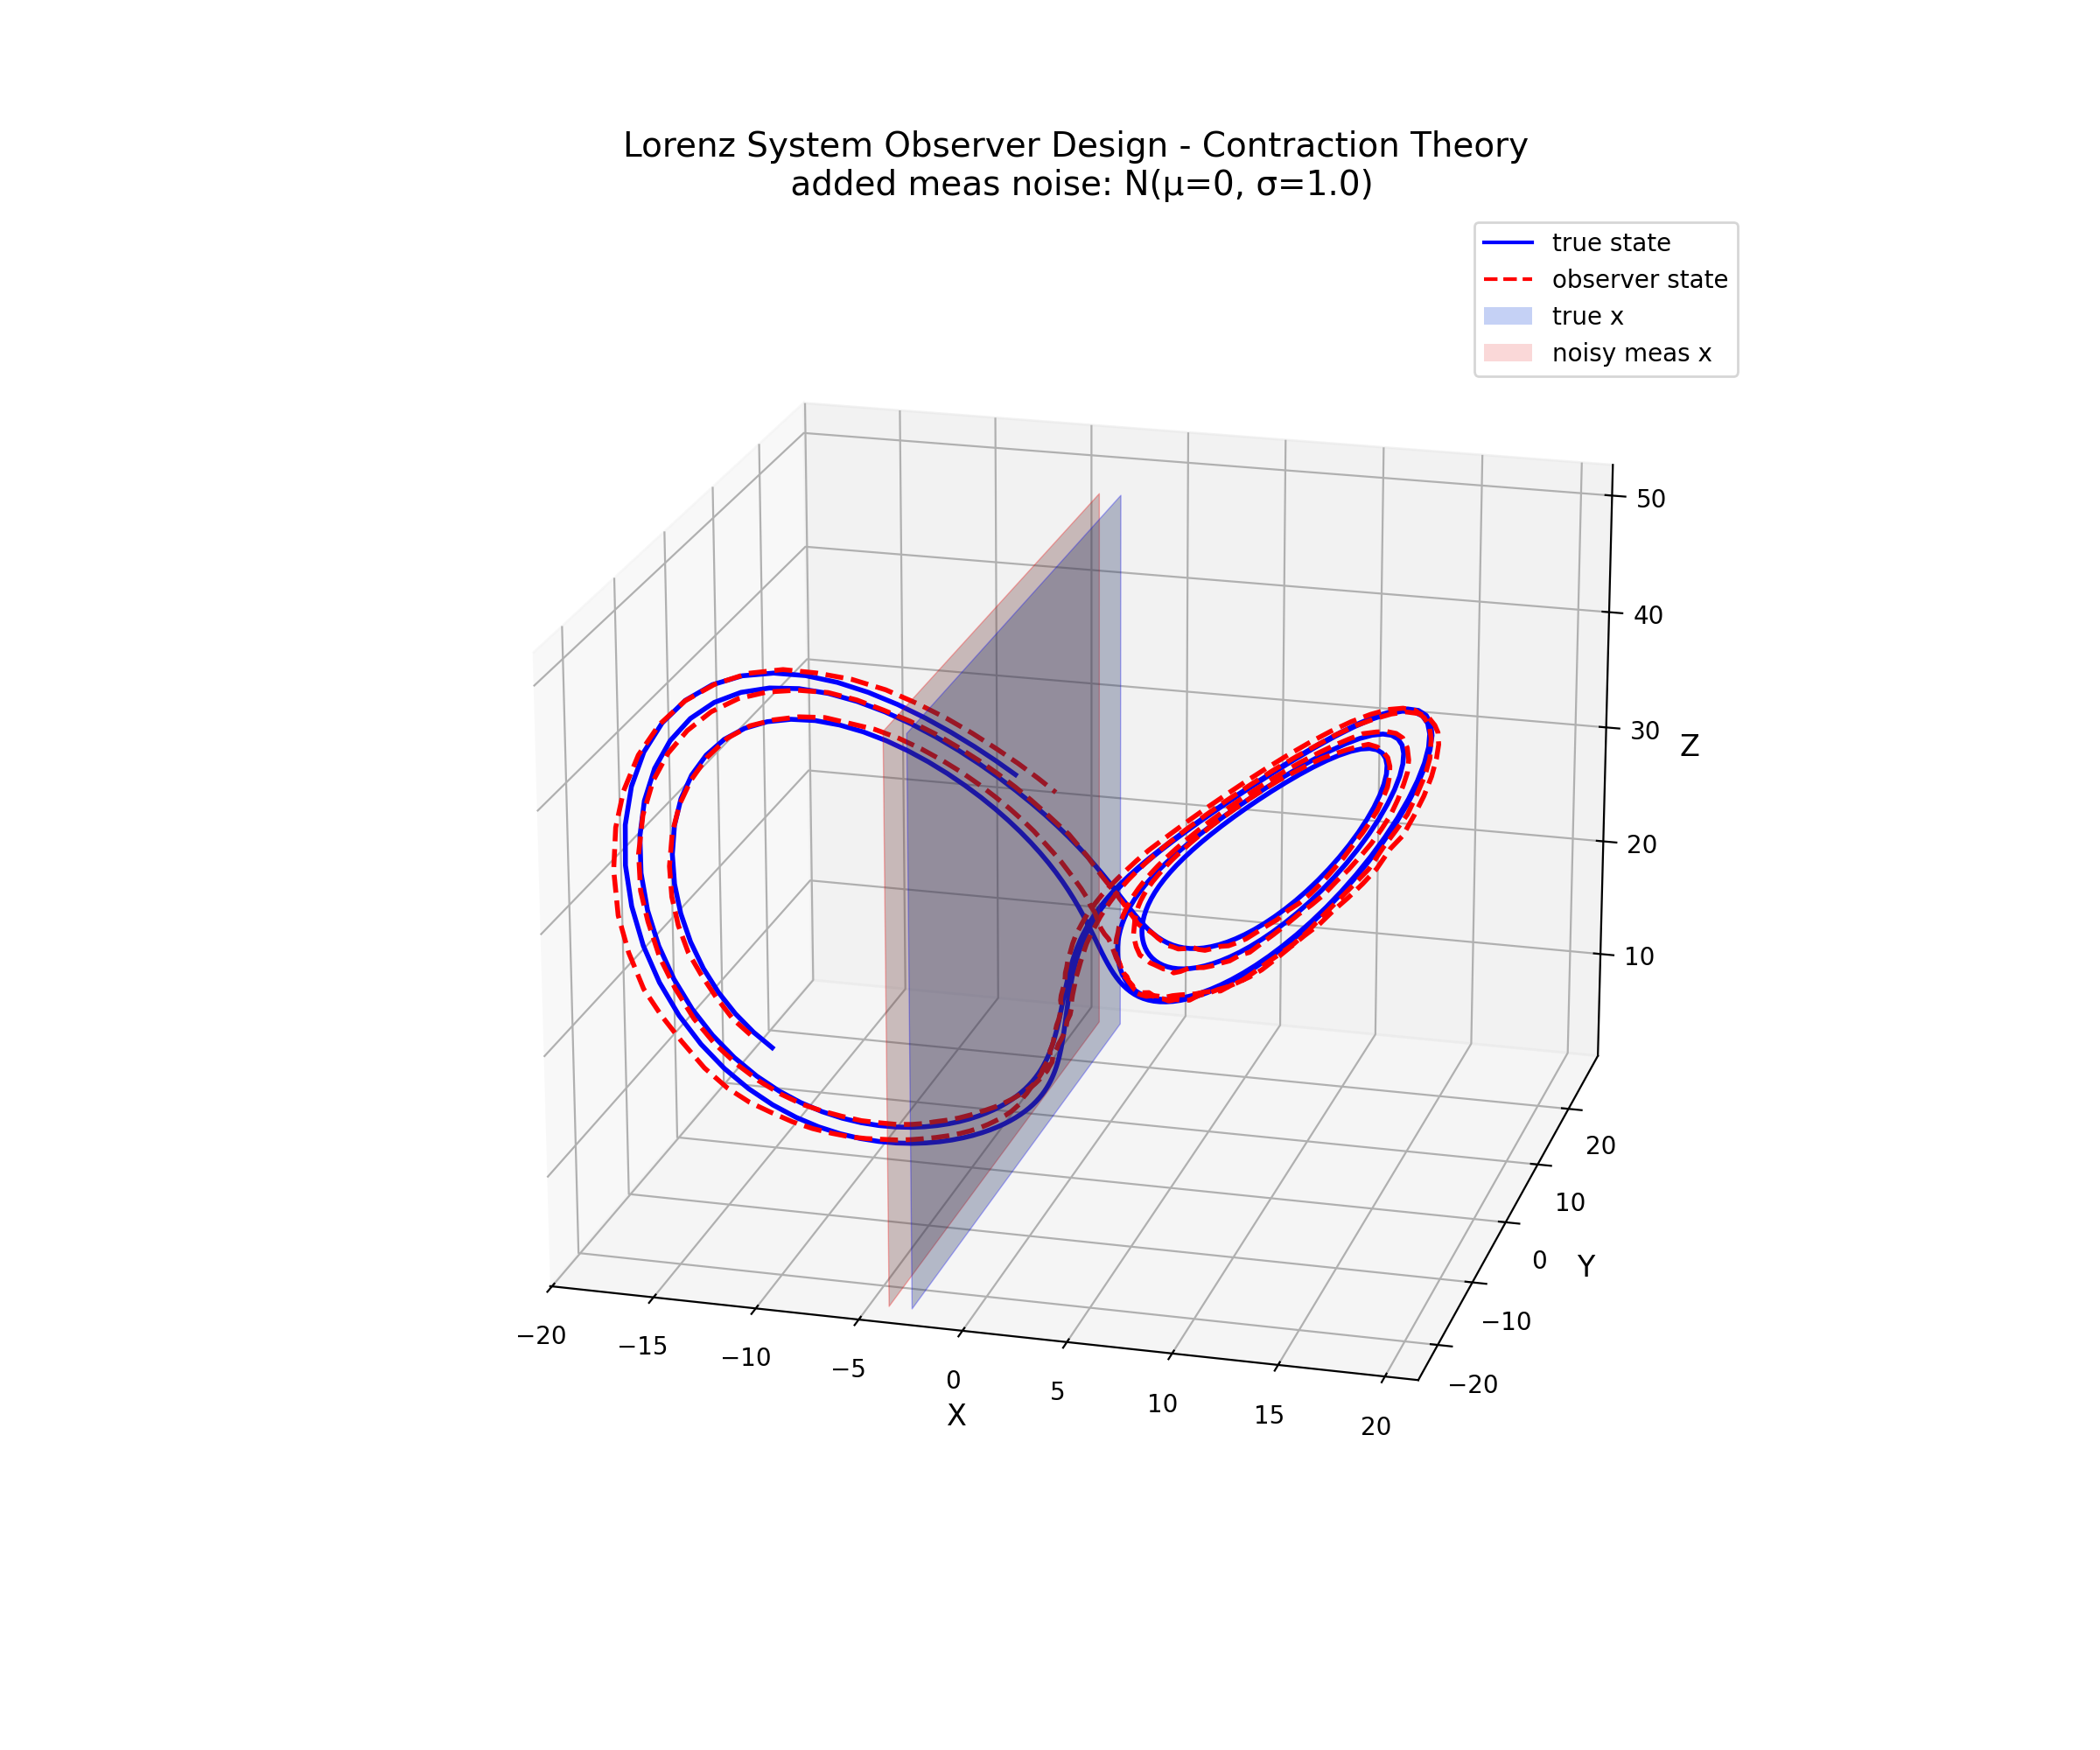 Lorenz System Observer Design - Contraction Theory
added meas noise: N(μ=0, σ=1.0)
true state
observer state
true x
noisy meas x
50
40
30
Z
20
10
20
10
0
Y
−10
−20
−20
−15
−10
−5
0
5
10
15
20
X